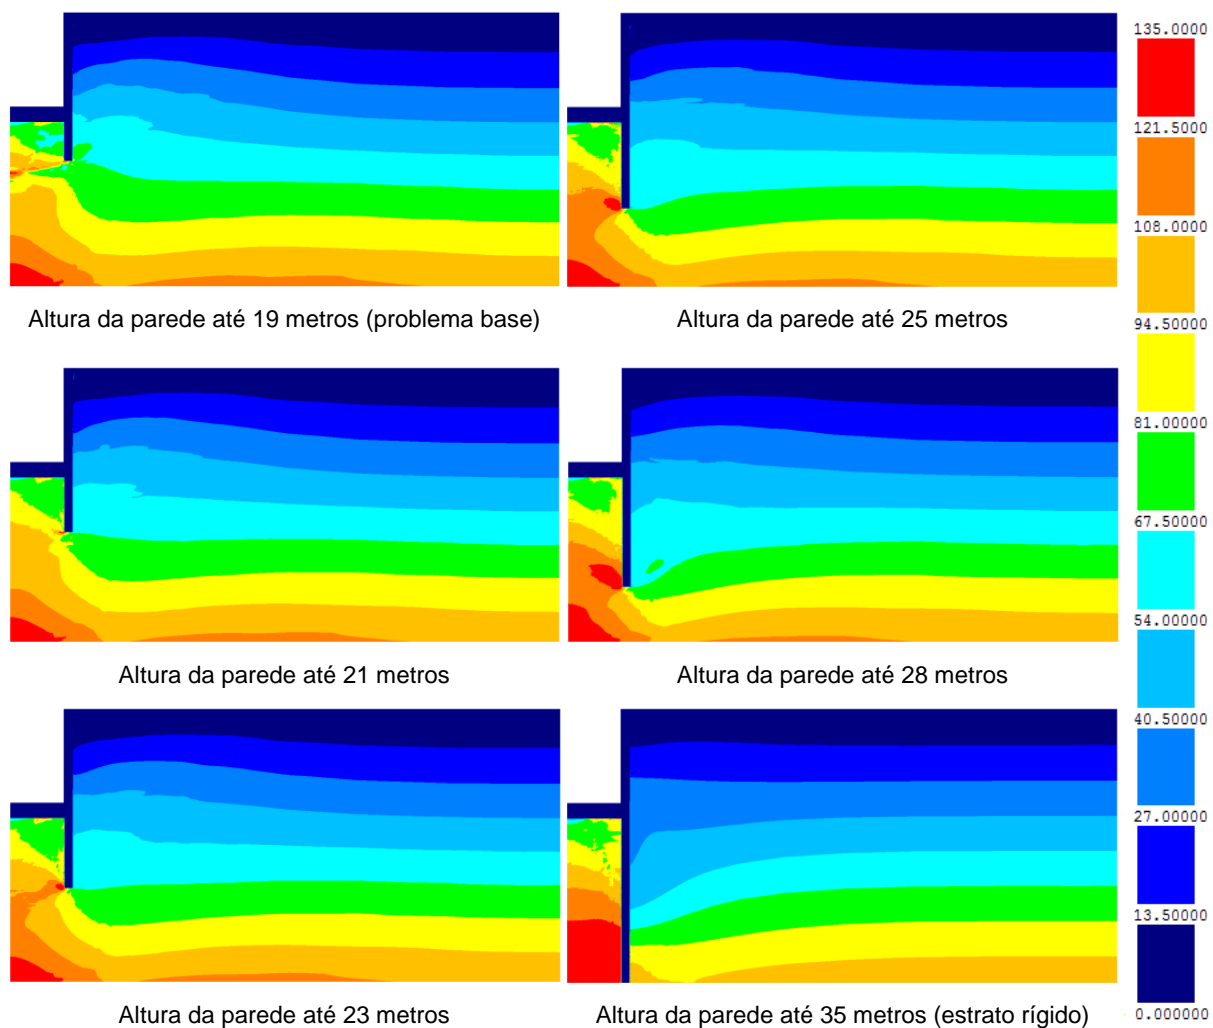 Altura da parede até 19 metros (problema base)
Altura da parede até 25 metros
Altura da parede até 21 metros
Altura da parede até 28 metros
Altura da parede até 23 metros
Altura da parede até 35 metros (estrato rígido)
135.0000
121.5000
108.0000
94.50000
81.00000
67.50000
54.00000
40.50000
27.00000
13.50000
0.000000